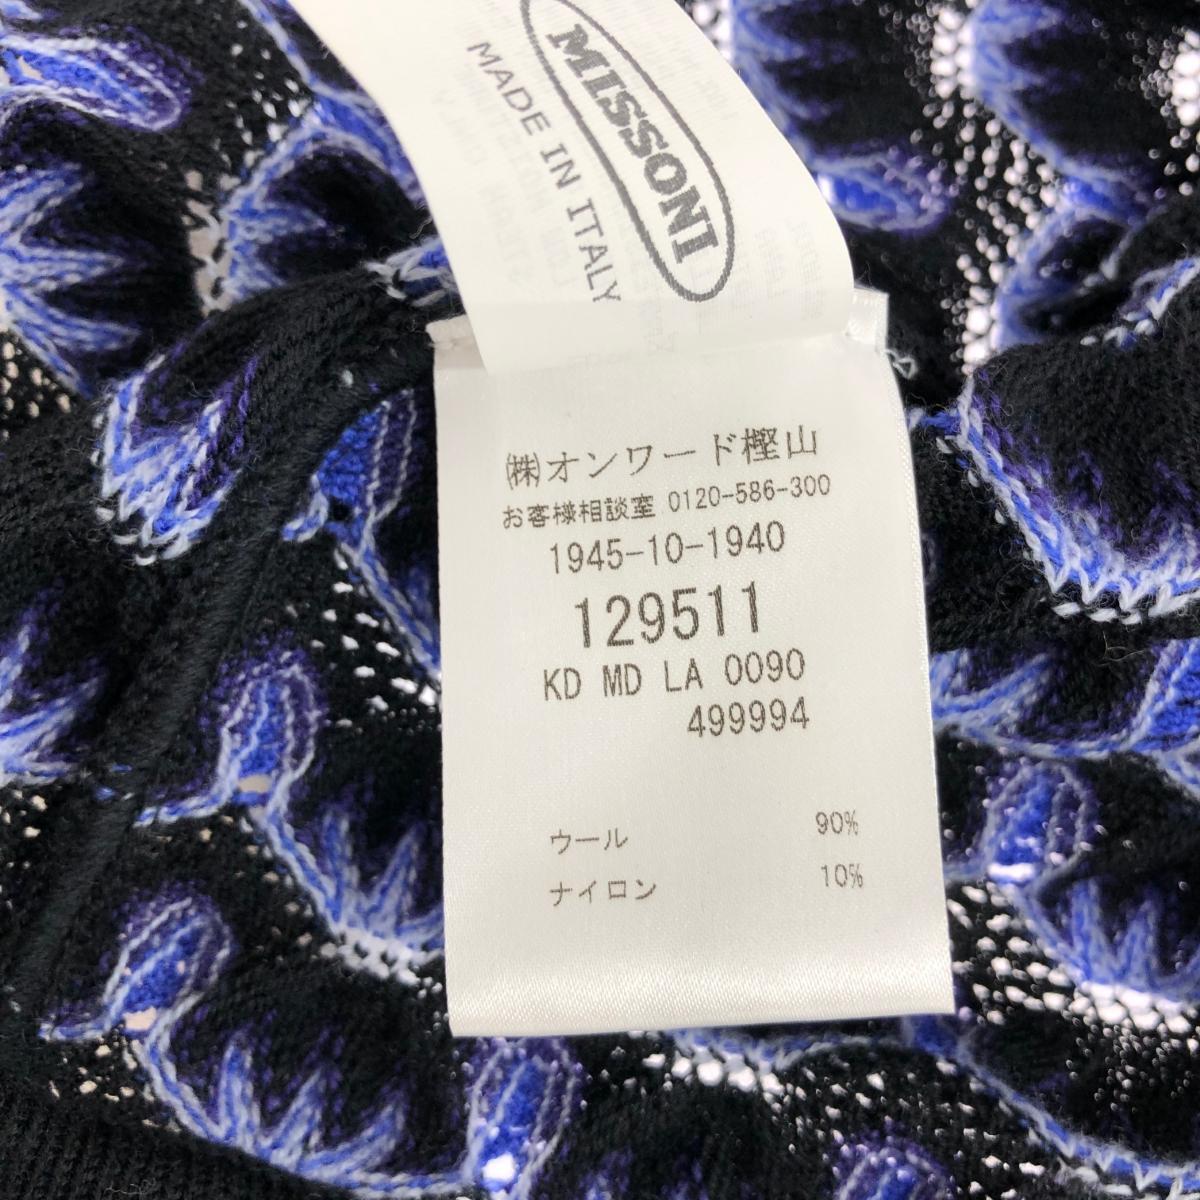 MISSONI
MADE IN ITALY
㈱オンワード樫山
お客様相談室 0120-586-300
1945-10-1940
129511
KD MD LA 0090
499994
ウール 90%
ナイロン 10%